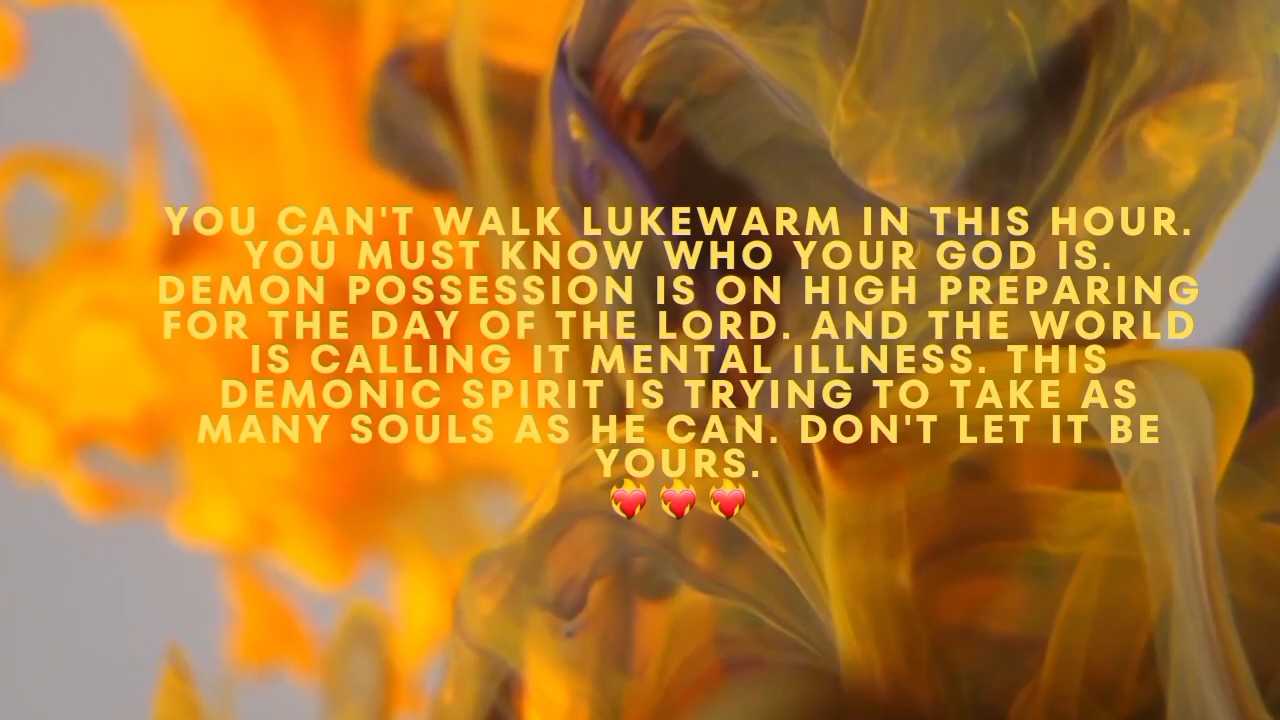 YOU CAN'T WALK LUKEWARM IN THIS HOUR.
YOU MUST KNOW WHO YOUR GOD IS.
DEMON POSSESSION IS ON HIGH PREPARING
FOR THE DAY OF THE LORD. AND THE WORLD
IS CALLING IT MENTAL ILLNESS. THIS
DEMONIC SPIRIT IS TRYING TO TAKE AS
MANY SOULS AS HE CAN. DON'T LET IT BE
YOURS.
❤️‍🔥❤️‍🔥❤️‍🔥